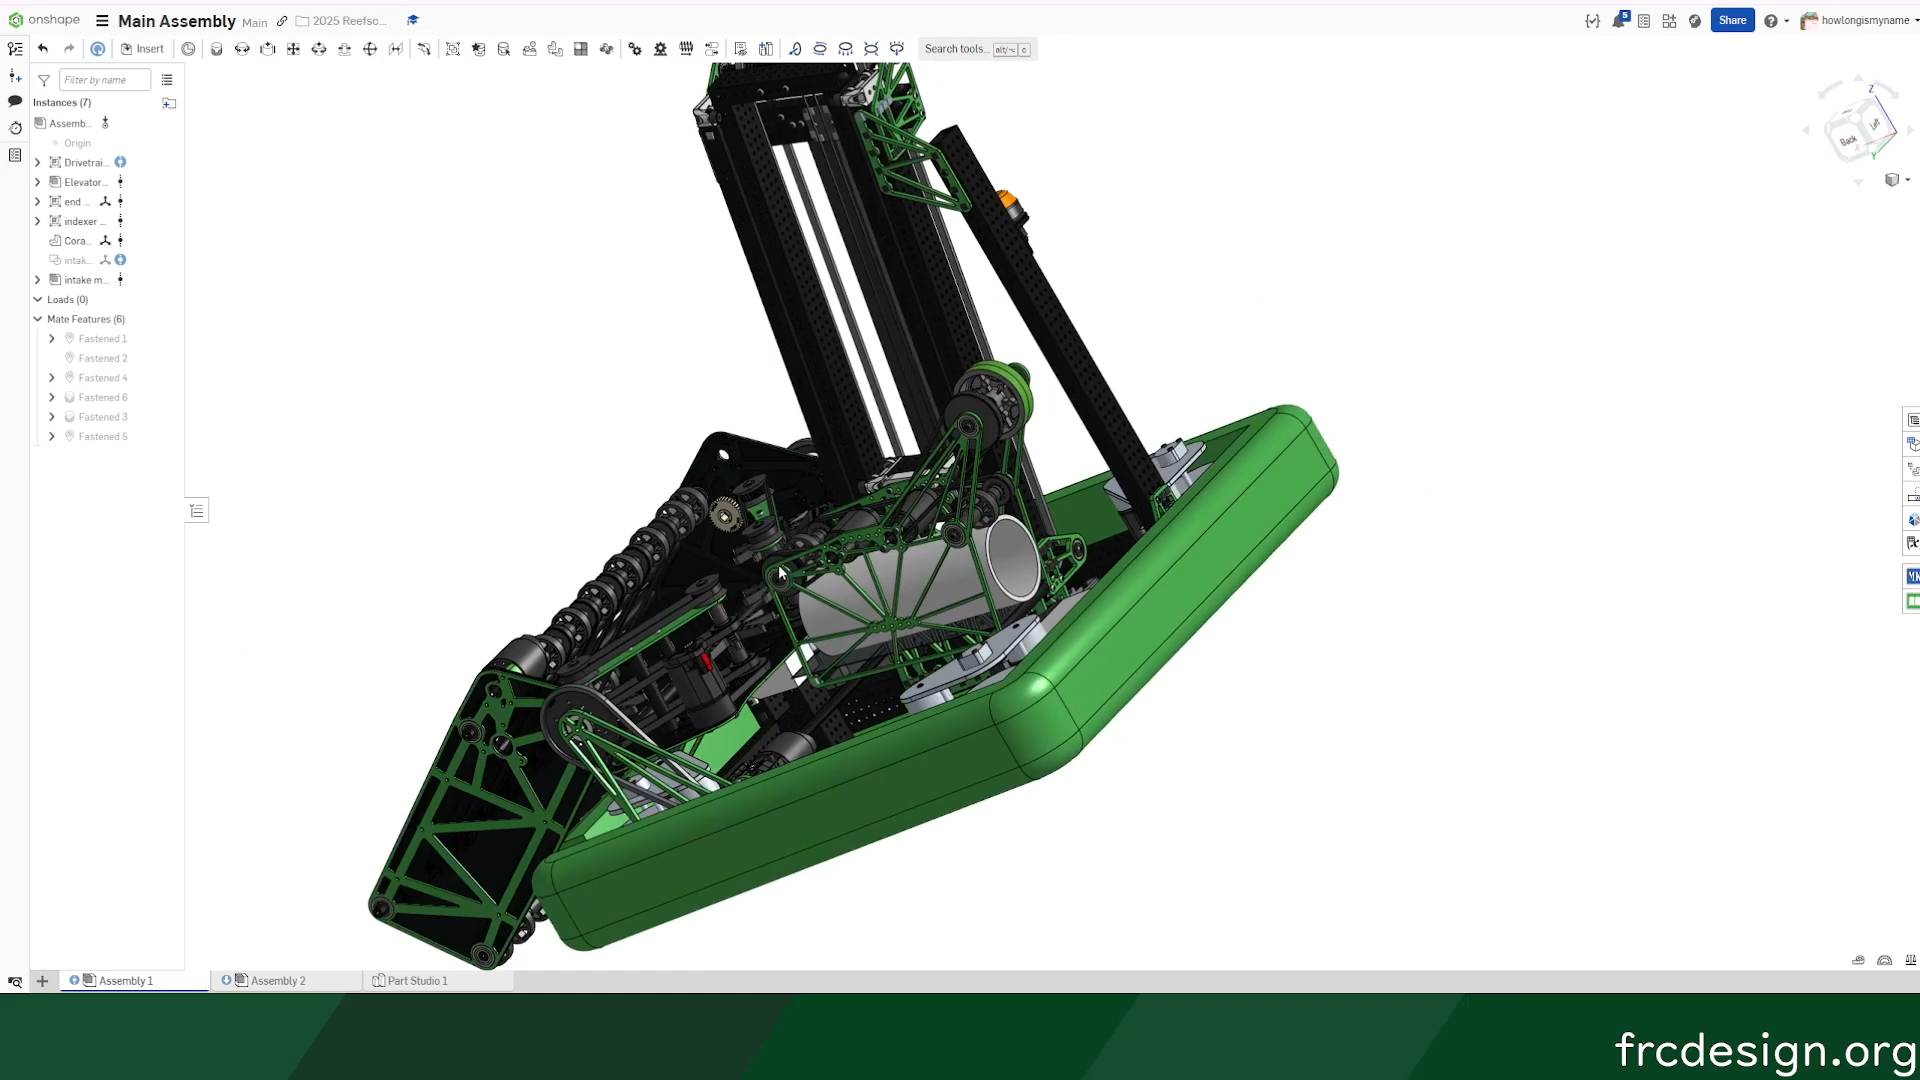 onshape
Main Assembly Main 2025 Reefsc...
5
Share
howlongismyname
Insert
Search tools... alt/⌥ c
Filter by name
Instances (7)
Assemb...
Origin
Drivetrai...
Elevator...
end ...
indexer ...
Cora...
intak...
intake m...
Loads (0)
Mate Features (6)
Fastened 1
Fastened 2
Fastened 4
Fastened 6
Fastened 3
Fastened 5
Z
Left
Back
X
Y
Assembly 1
Assembly 2
Part Studio 1
frcdesign.org